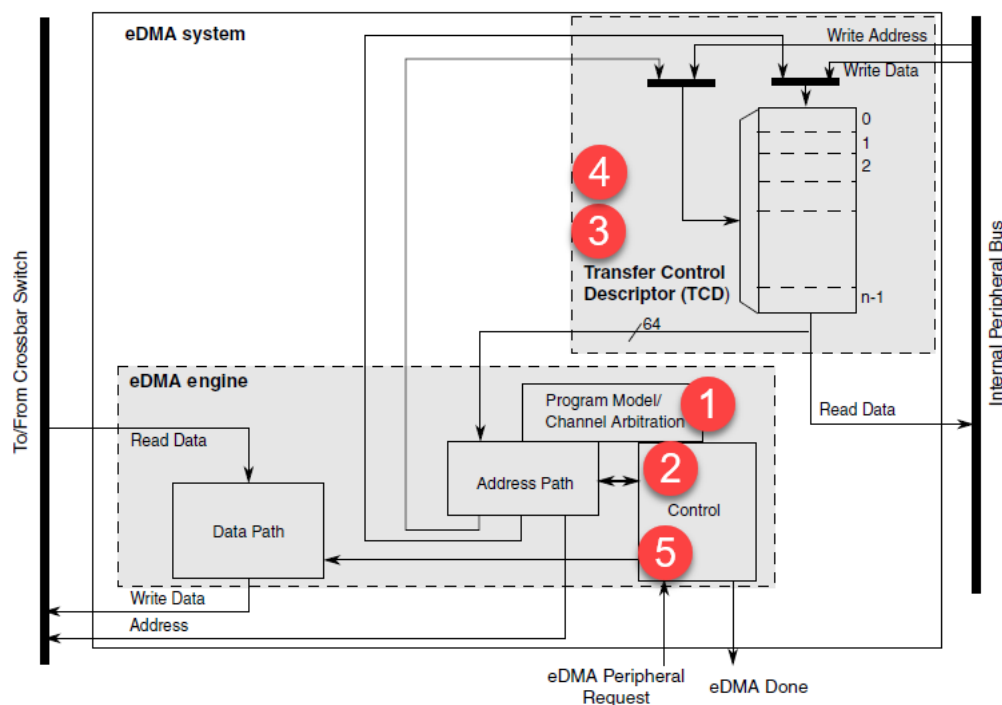 eDMA system
Write Address
Write Data
0
1
2
4
3
Transfer Control
Descriptor (TCD)
n-1
64
To/From Crossbar Switch
Internal Peripheral Bus
eDMA engine
Program Model/
Channel Arbitration
1
Read Data
Read Data
2
Address Path
Control
Data Path
5
Write Data
Address
eDMA Peripheral
Request
eDMA Done